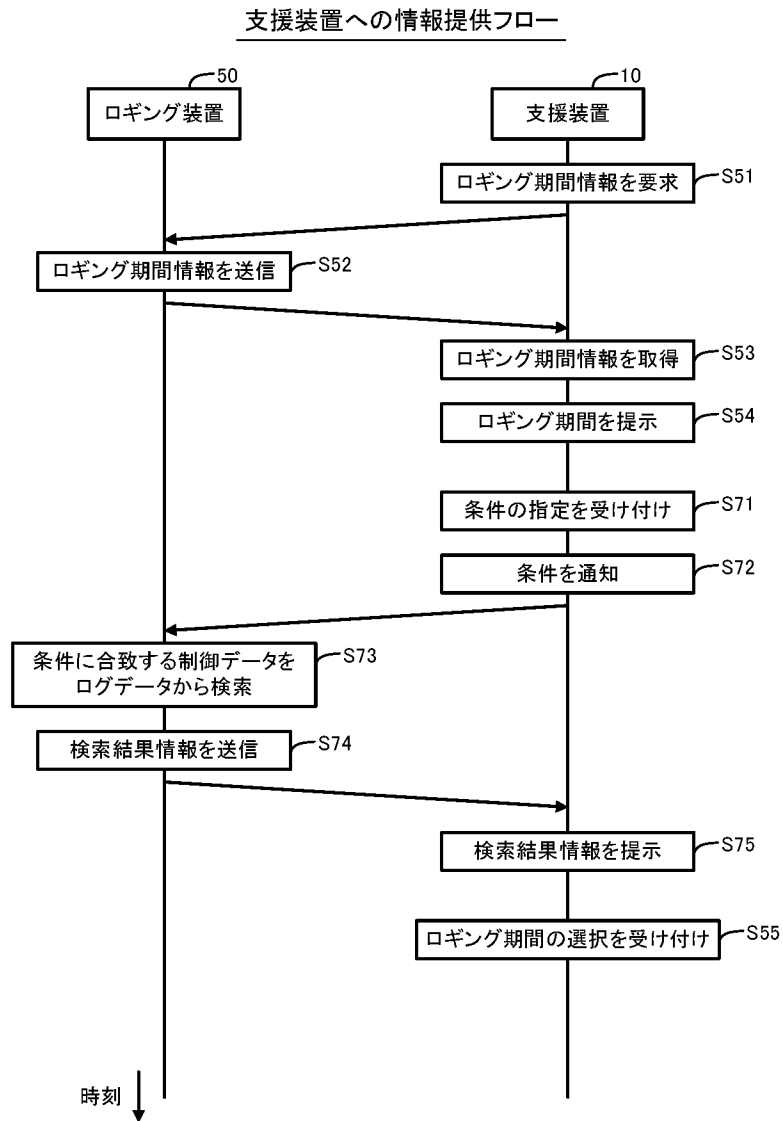 支援装置への情報提供フロー
50
10
ロギング装置
支援装置
ロギング期間情報を要求
S51
ロギング期間情報を送信
S52
ロギング期間情報を取得
S53
ロギング期間を提示
S54
条件の指定を受け付け
S71
条件を通知
S72
条件に合致する制御データを
ログデータから検索
S73
検索結果情報を送信
S74
検索結果情報を提示
S75
ロギング期間の選択を受け付け
S55
時刻